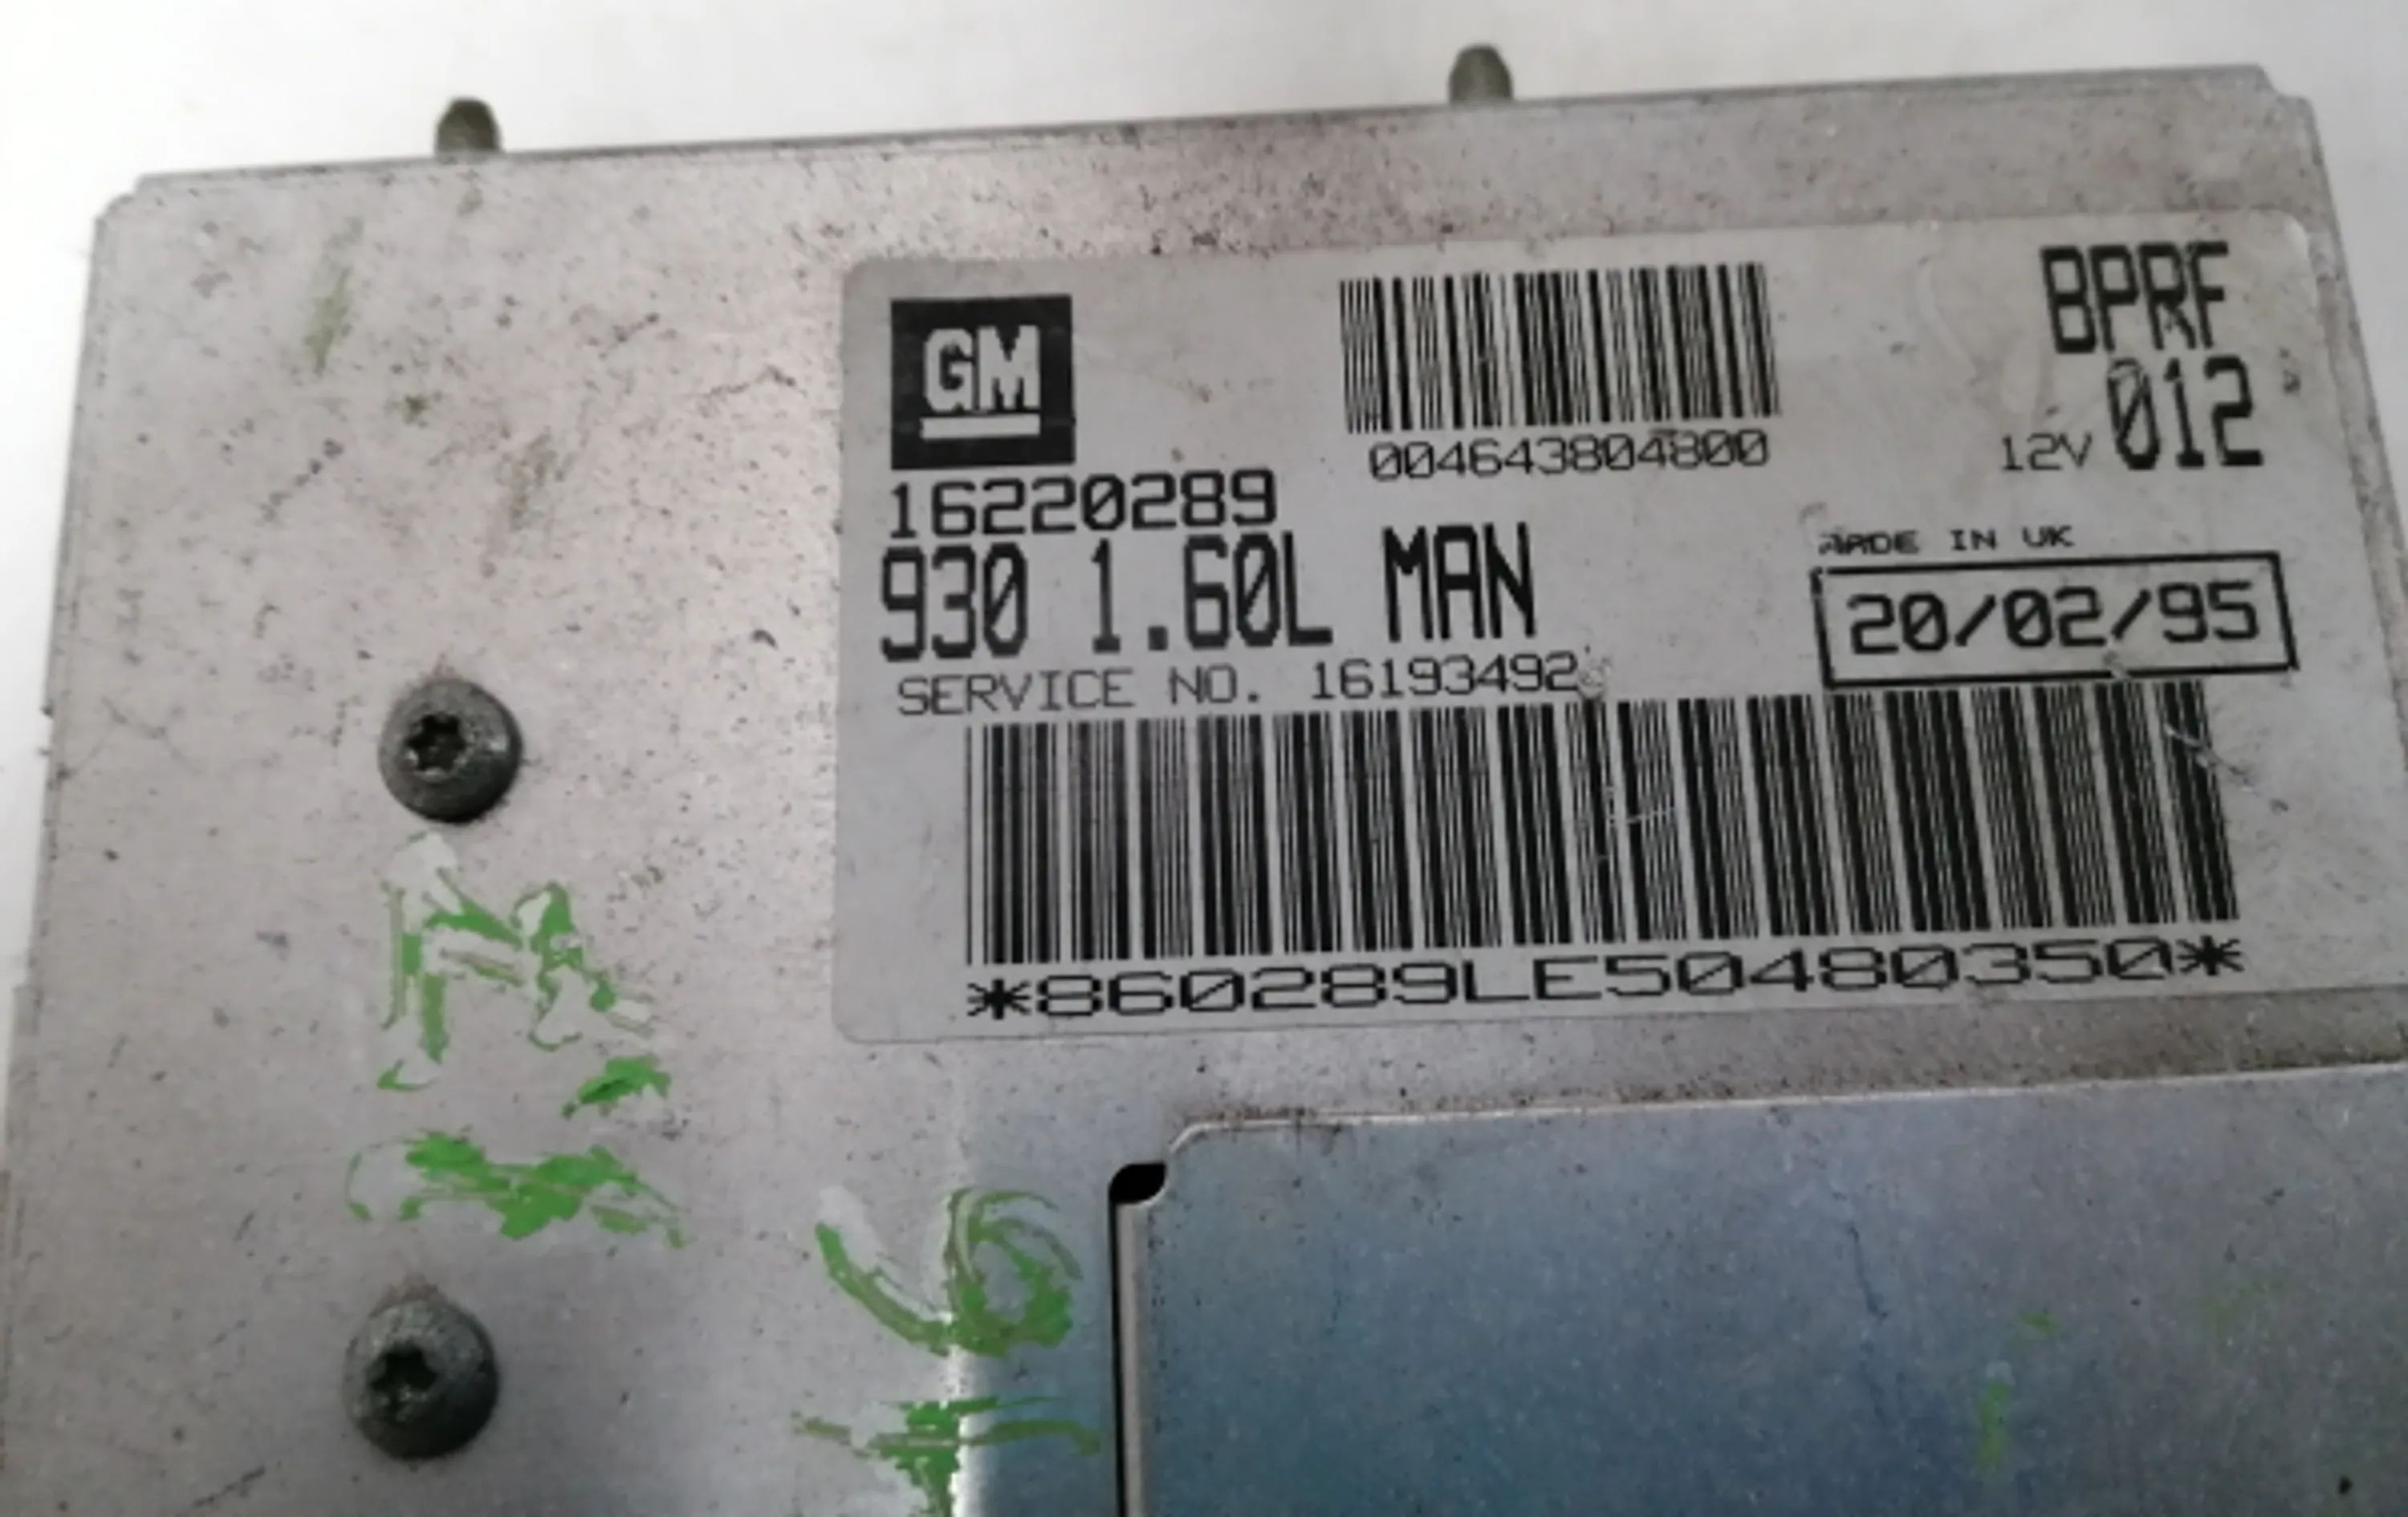 GM
004643804800
BPRF
12V 012
16220289
930 1.60L MAN
MADE IN UK
20/02/95
SERVICE NO. 16193492
*860289LE50480350*